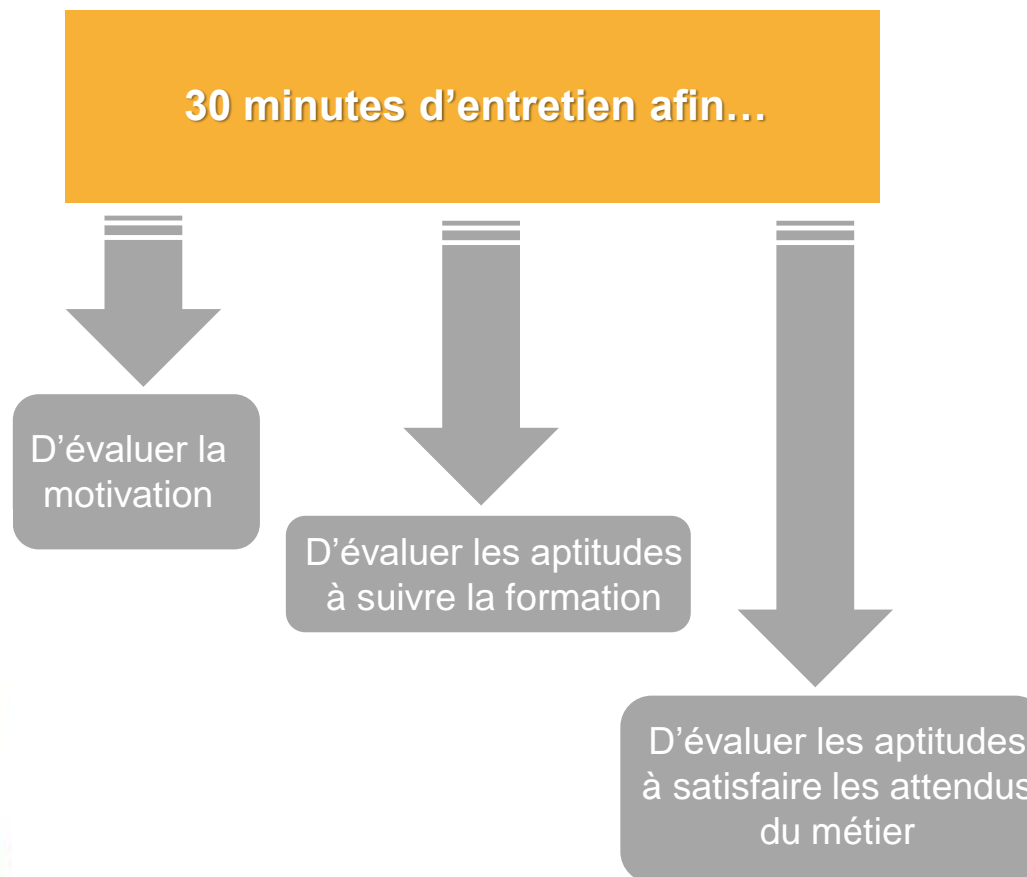 30 minutes d’entretien afin…
D’évaluer la
motivation
D’évaluer les aptitudes
à suivre la formation
D’évaluer les aptitudes
à satisfaire les attendus
du métier